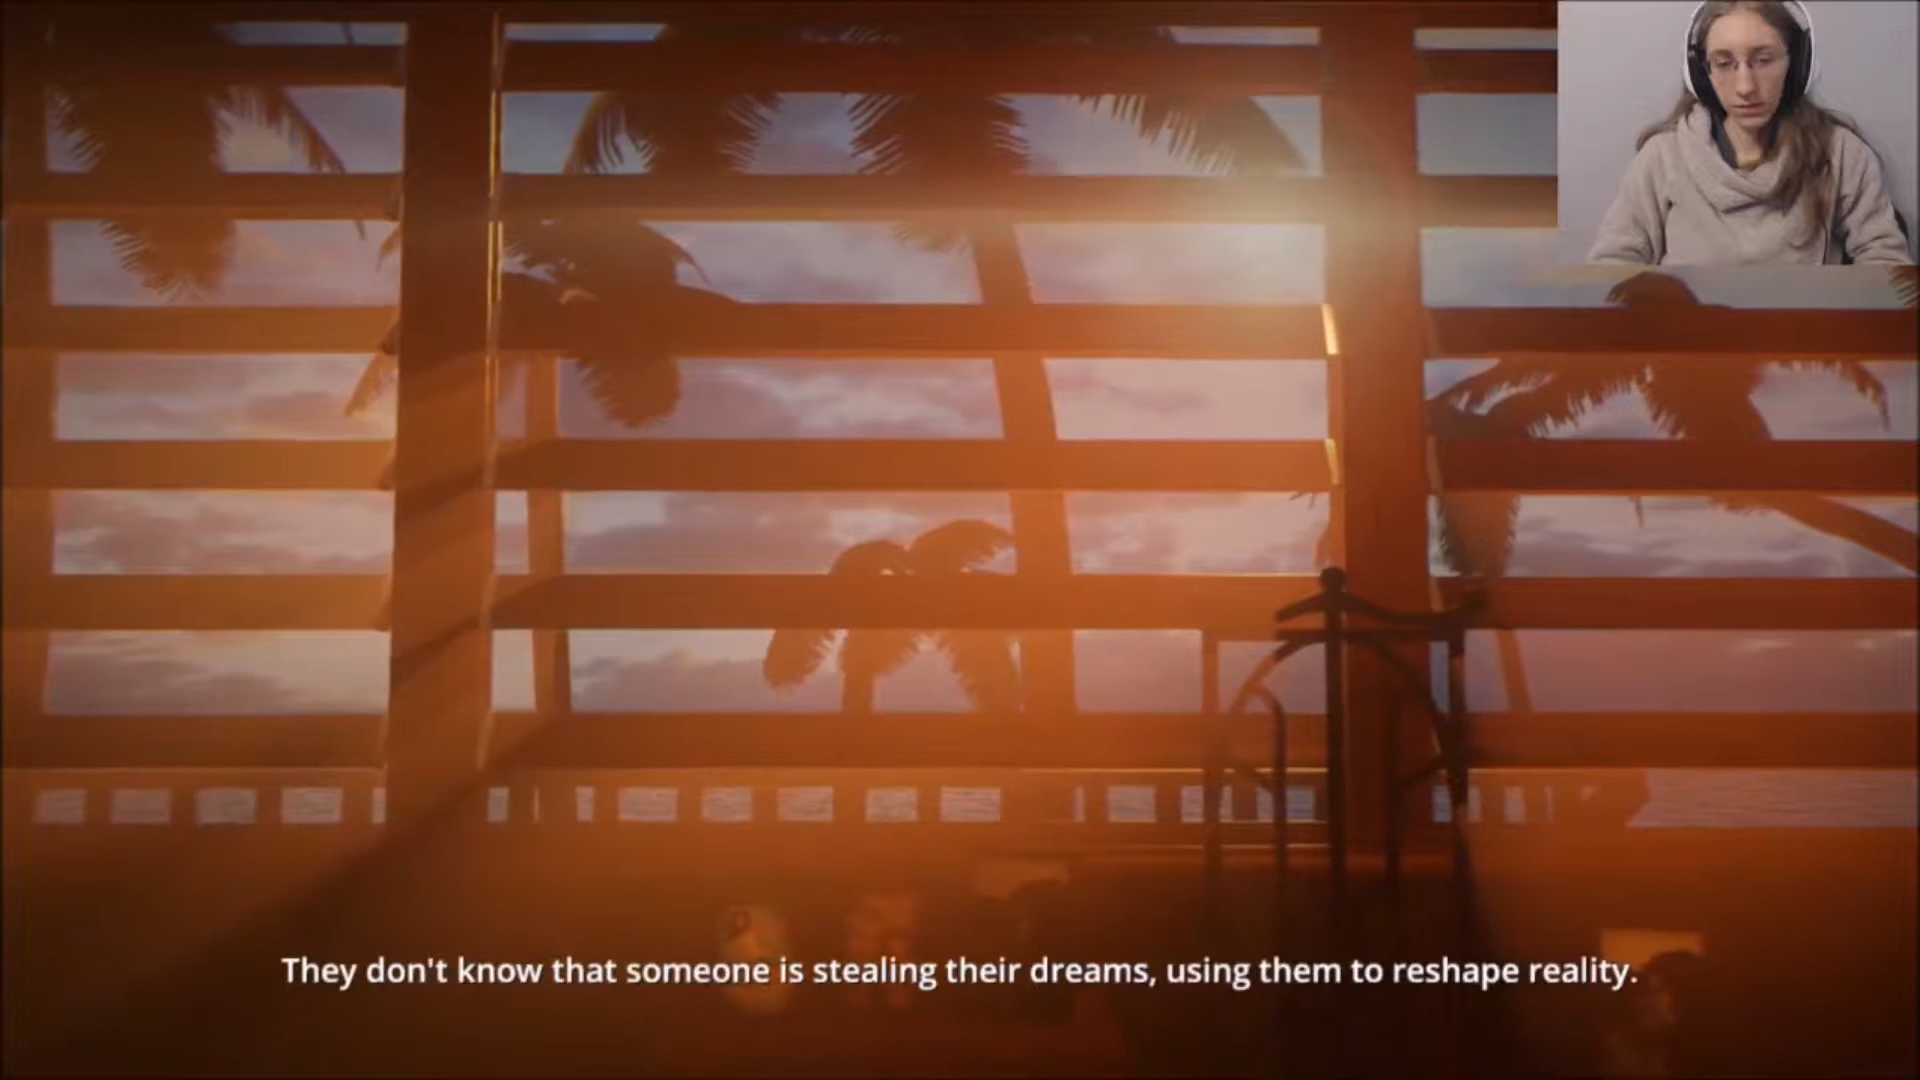 They don't know that someone is stealing their dreams, using them to reshape reality.